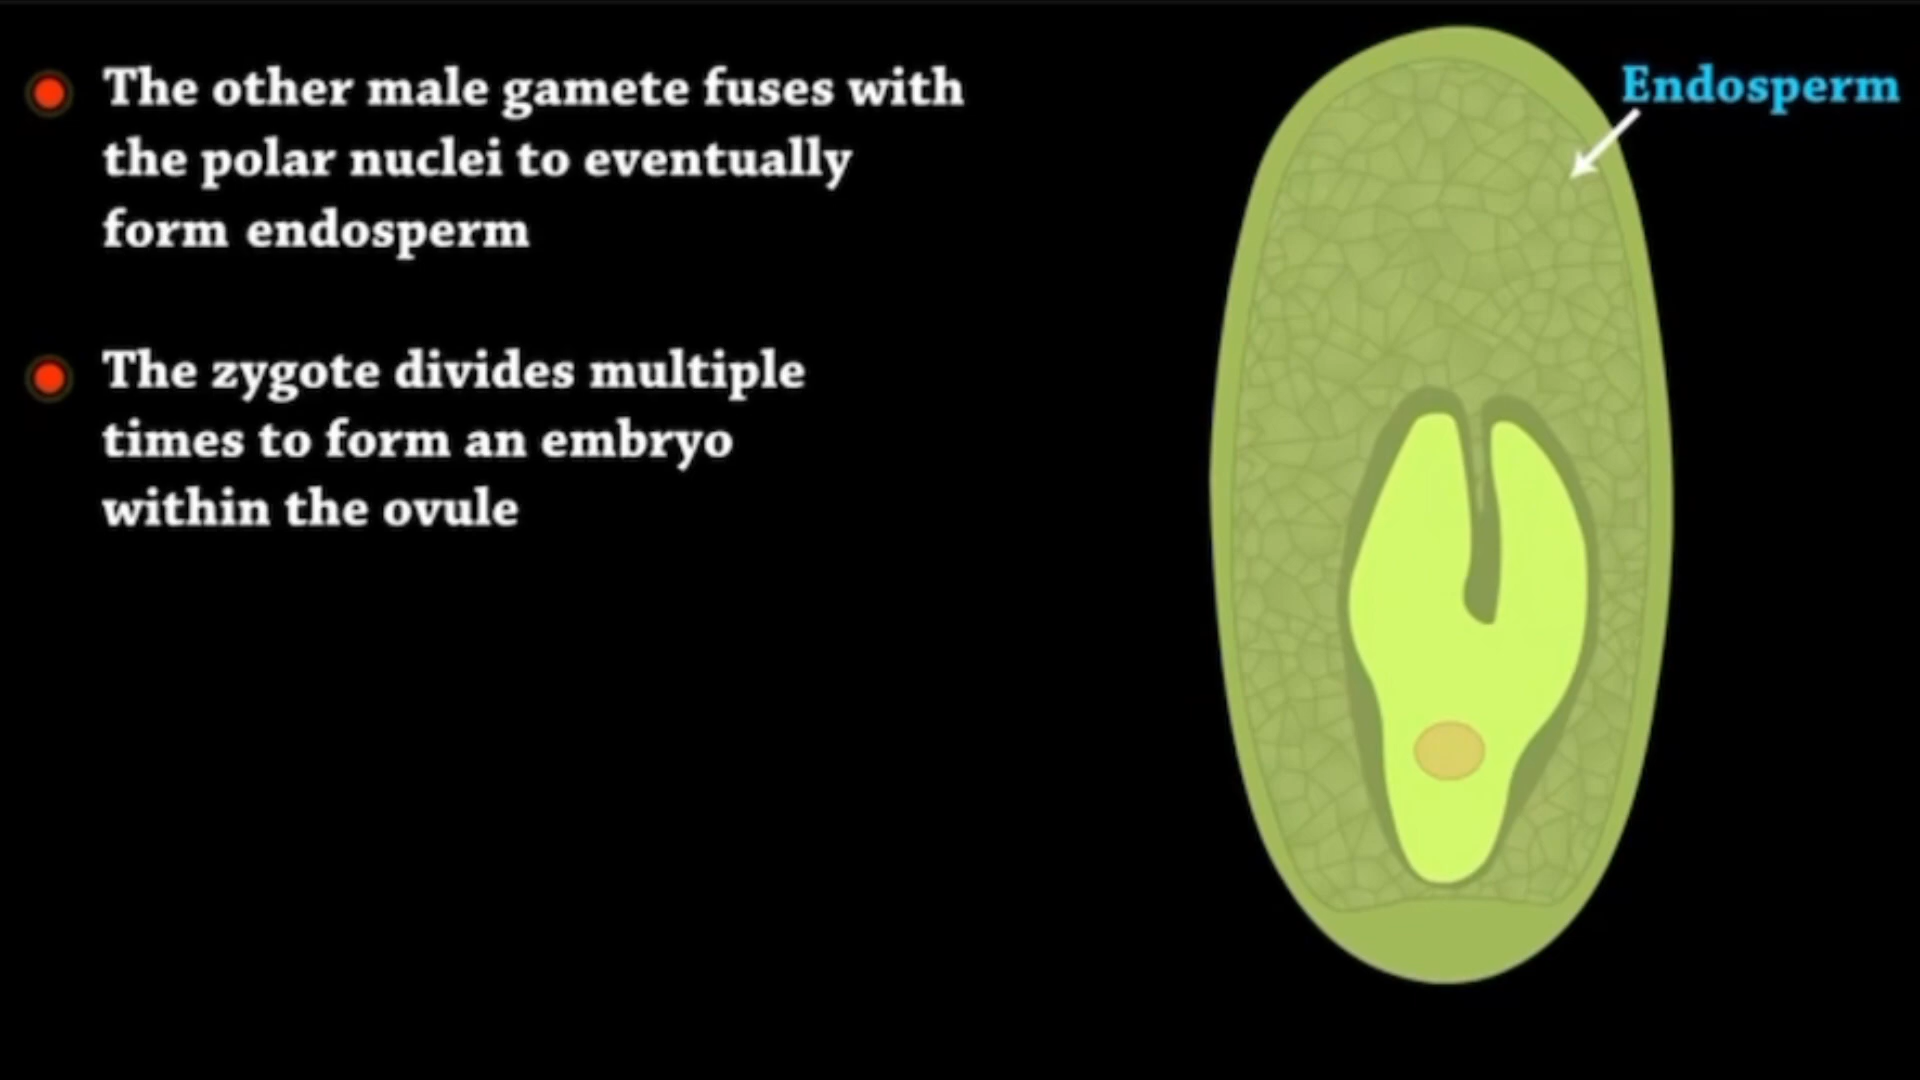 The other male gamete fuses with
the polar nuclei to eventually
form endosperm
The zygote divides multiple
times to form an embryo
within the ovule
Endosperm